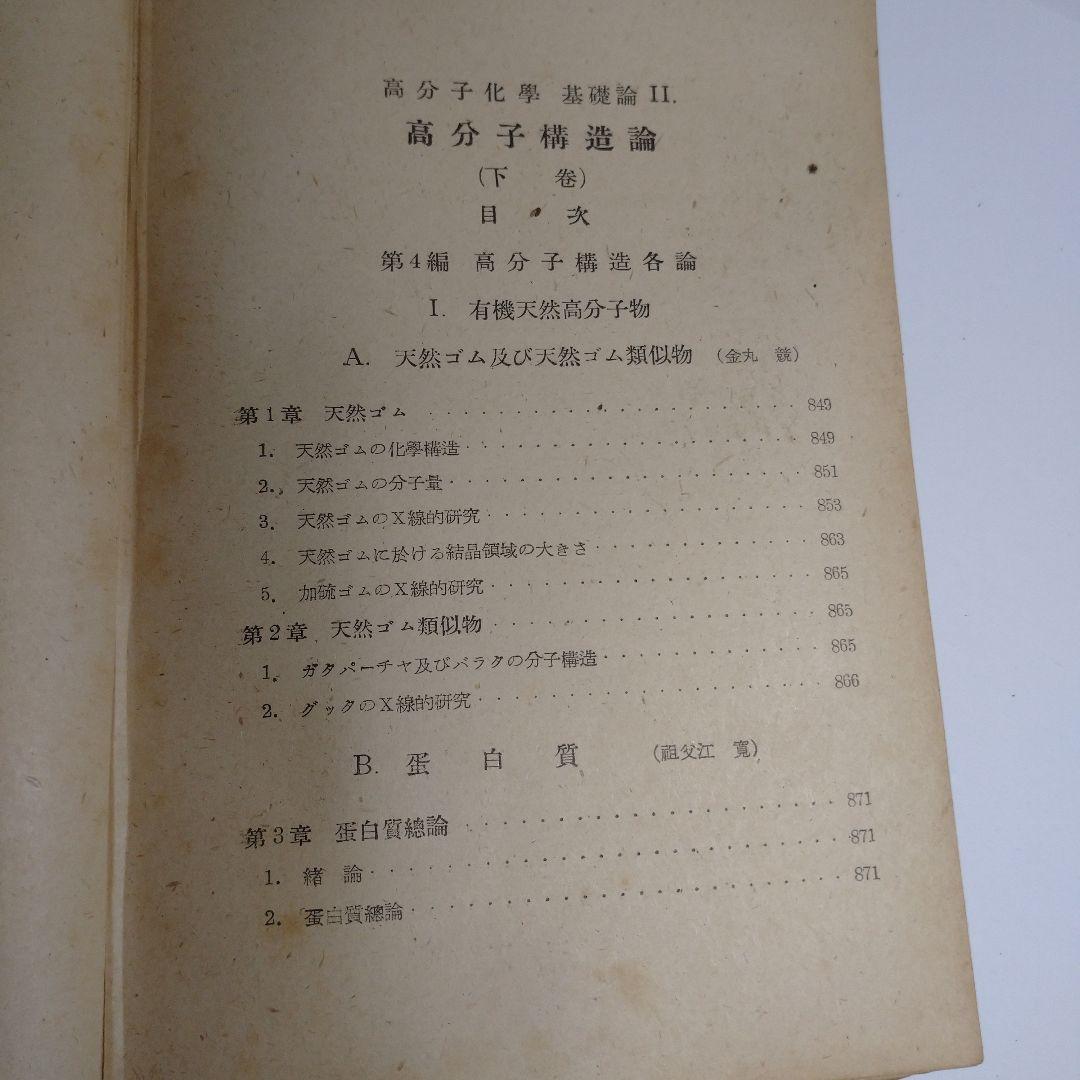 高分子化學 基礎論 II.
高分子構造論
(下 卷)
目 次
第4編 高分子構造各論
I. 有機天然高分子物
A. 天然ゴム及び天然ゴム類似物 (金丸 競)
第1章 天然ゴム ························ 849
1. 天然ゴムの化學構造 ························ 849
2. 天然ゴムの分子量 ························ 851
3. 天然ゴムのX線的研究 ························ 853
4. 天然ゴムに於ける結晶領域の大きさ ················ 863
5. 加硫ゴムのX線的研究 ························ 865
第2章 天然ゴム類似物 ························ 865
1. ガタパーチャ及びバラタの分子構造 ················ 865
2. グッタのX線的研究 ························ 866
B. 蛋白質 (祖父江 寬)
第3章 蛋白質總論 ························ 871
1. 緒 論 ························ 871
2. 蛋白質總論 ························ 871